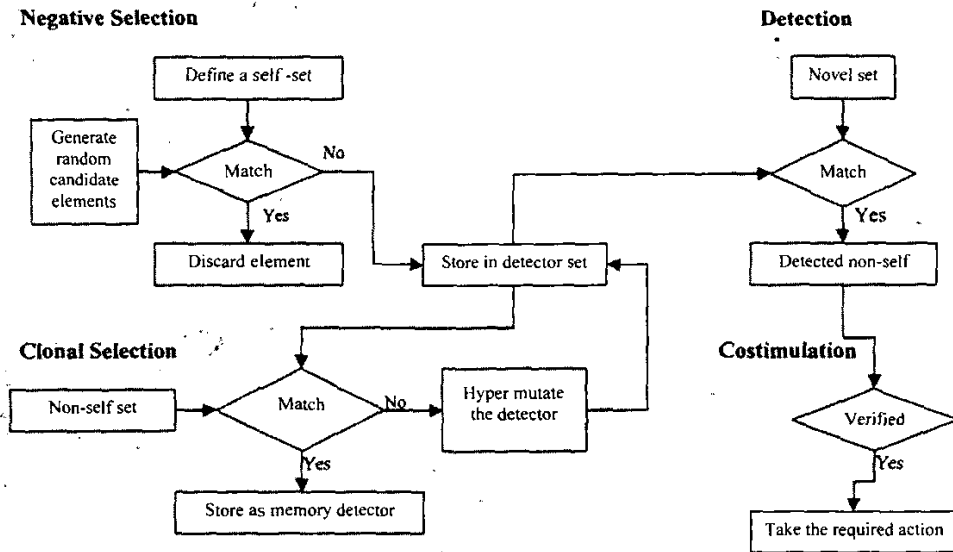 Negative Selection
Detection
Define a self -set
Novel set
Generate
random
candidate
elements
Match
No
Yes
Match
Yes
Discard element
Store in detector set
Detected non-self
Clonal Selection
Costimulation
Non-self set
Match
No
Hyper mutate
the detector
Verified
Yes
Yes
Store as memory detector
Take the required action